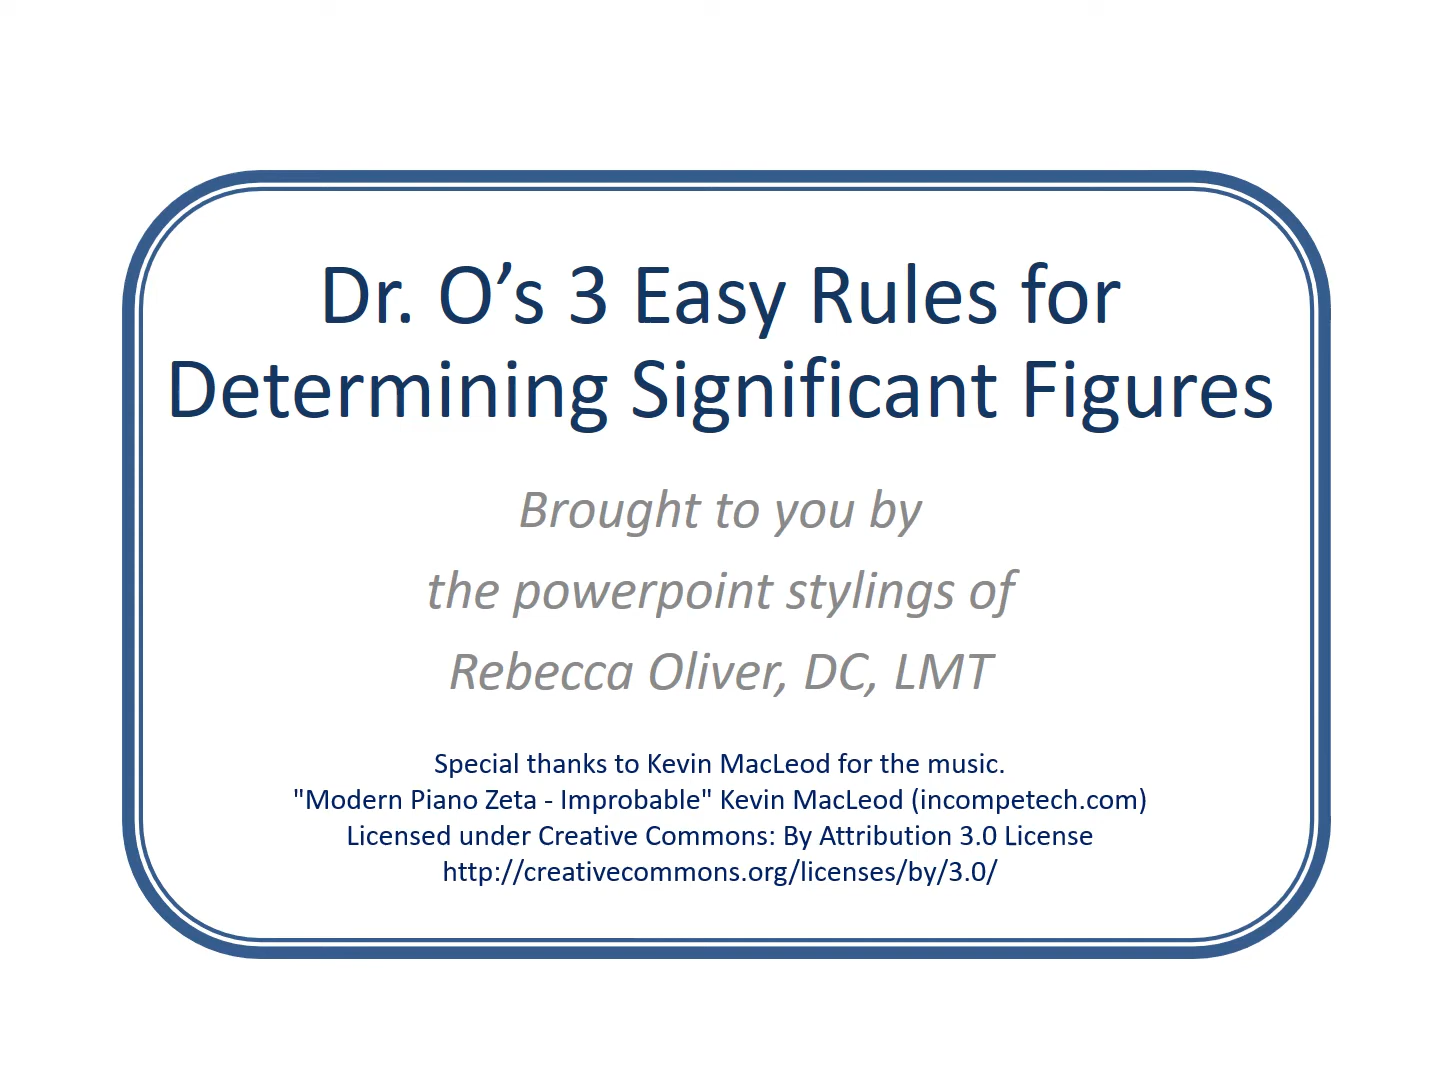 Dr. O’s 3 Easy Rules for
Determining Significant Figures
Brought to you by
the powerpoint stylings of
Rebecca Oliver, DC, LMT
Special thanks to Kevin MacLeod for the music.
"Modern Piano Zeta - Improbable" Kevin MacLeod (incompetech.com)
Licensed under Creative Commons: By Attribution 3.0 License
http://creativecommons.org/licenses/by/3.0/